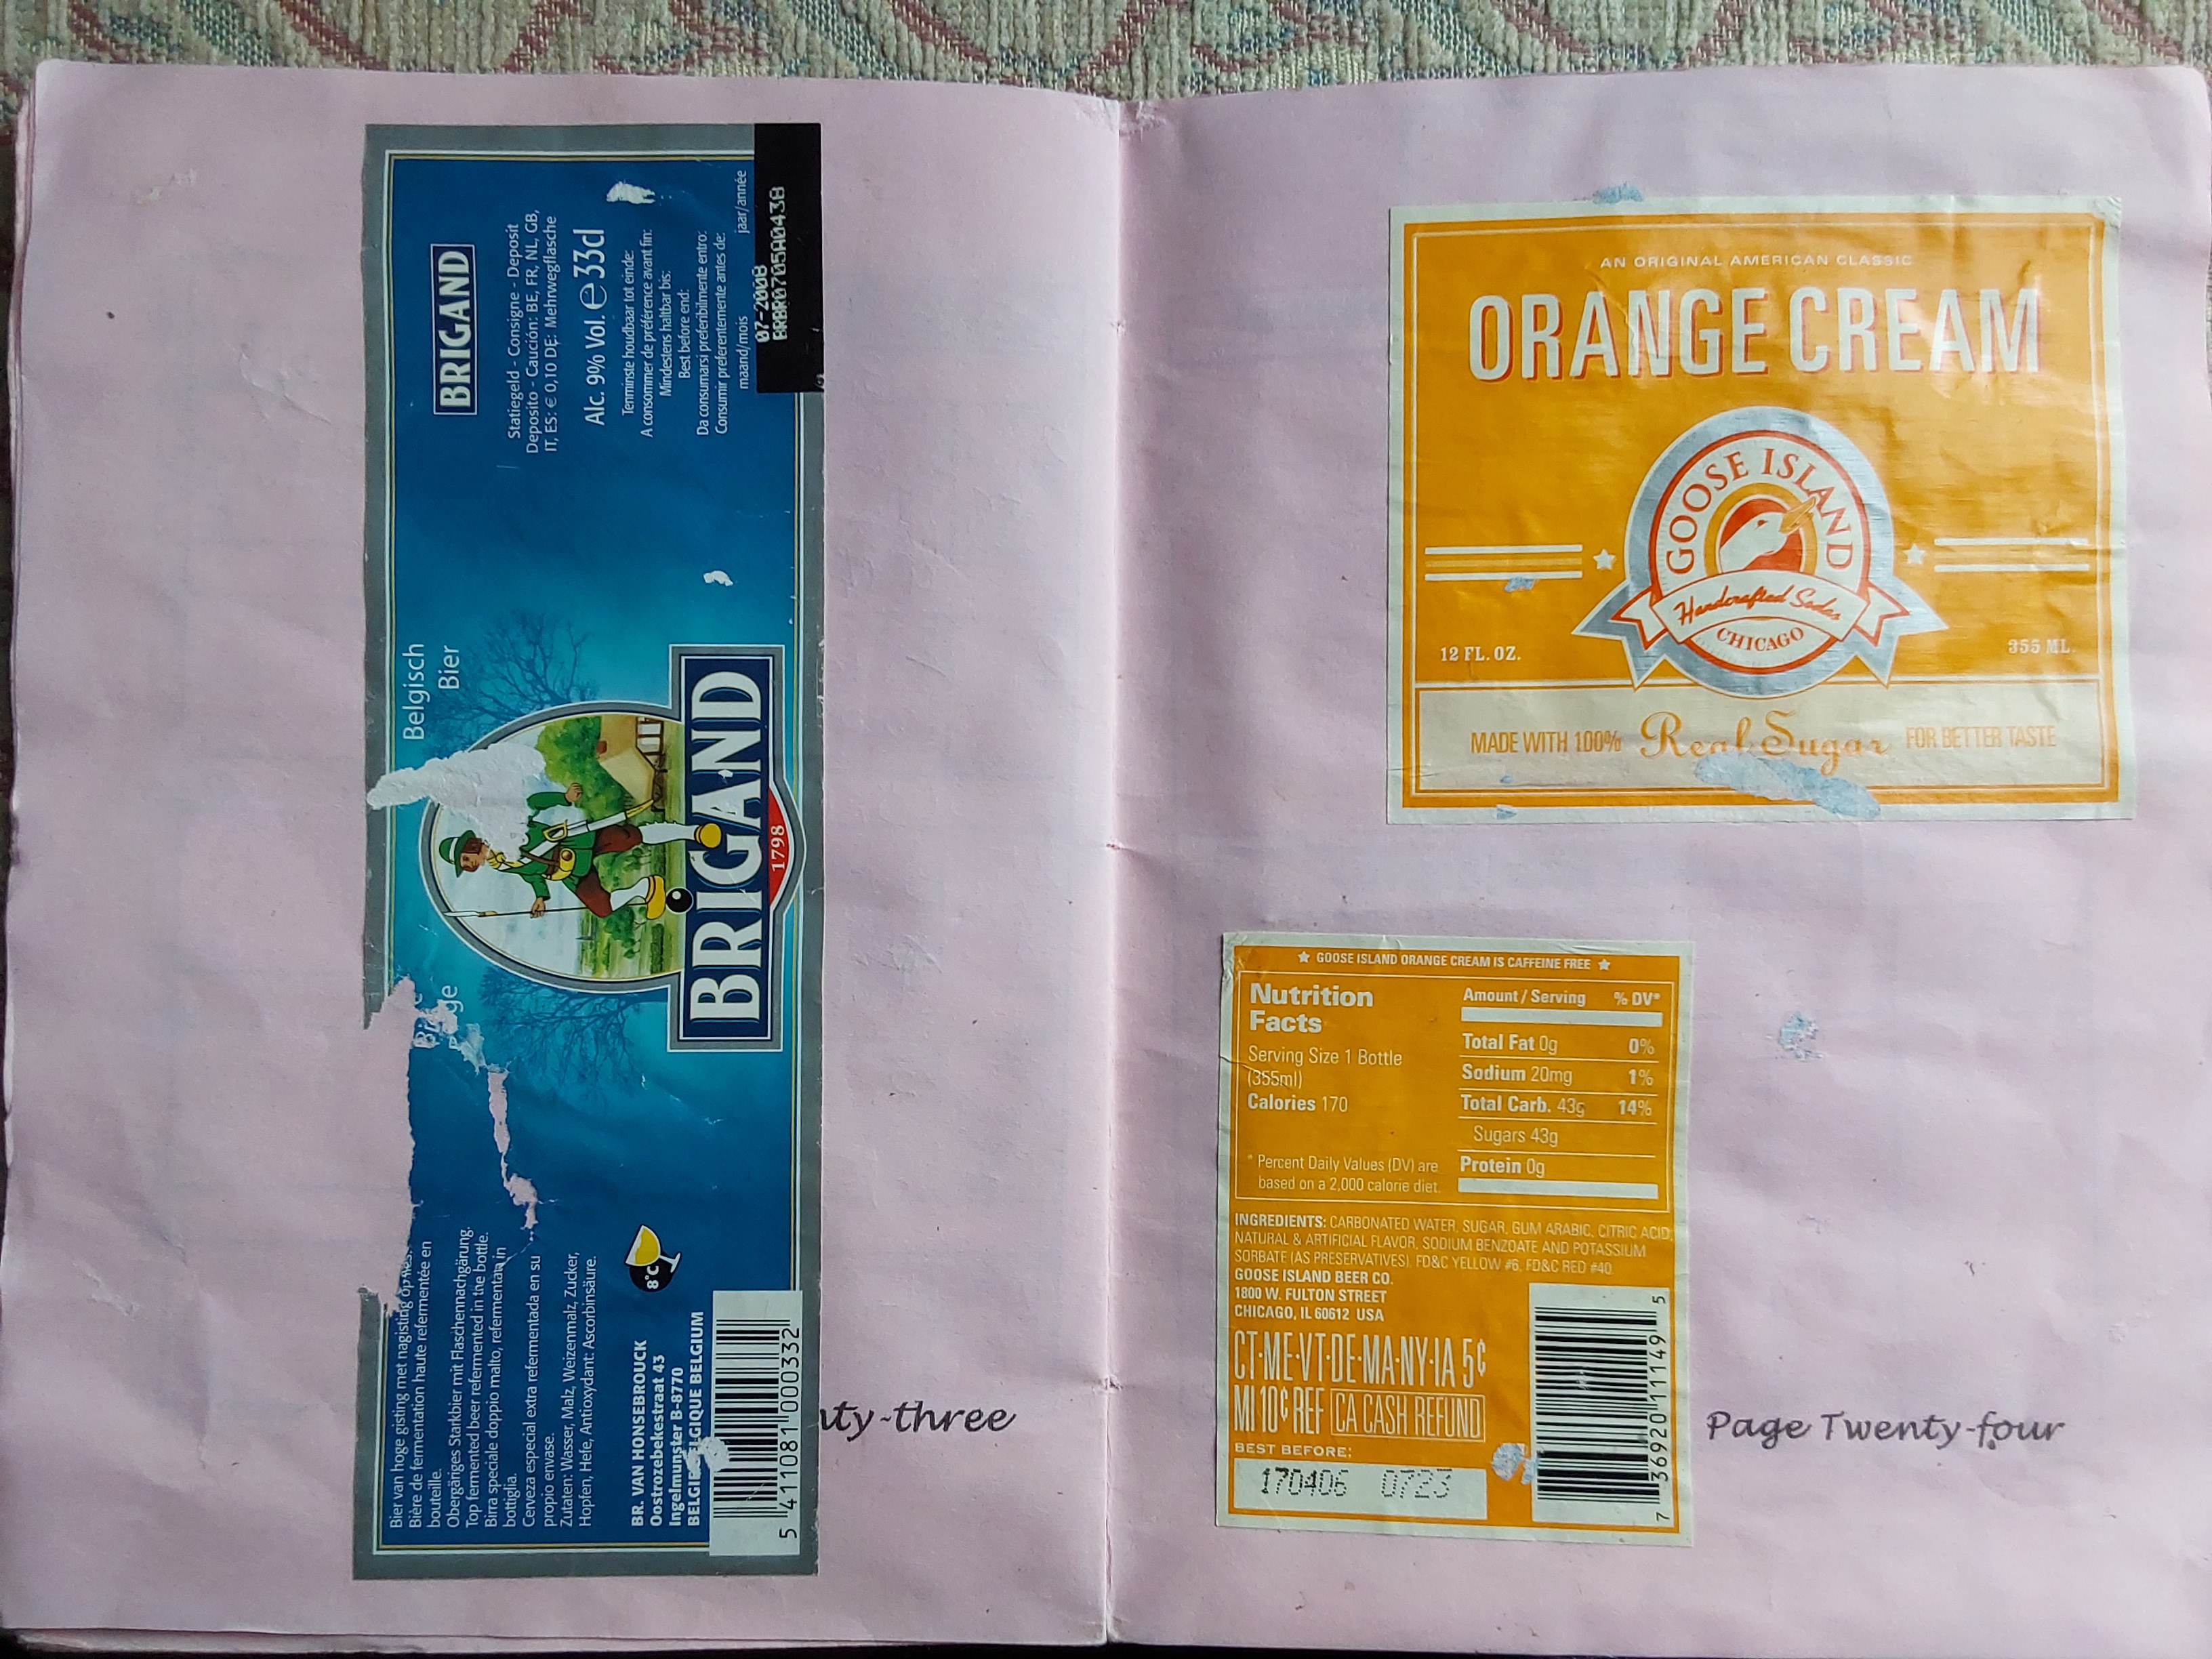 Bier van hoge gisting met nagisting op fles.
Bière de fermentation haute refermentée en
bouteille.
Obergäriges Starkbier mit Flaschennachgärung.
Top fermented beer refermented in the bottle.
Birra speciale doppio malto, refermentata in
bottiglia.
Cerveza especial extra refermentada en su
propio envase.
Zutaten: Wasser, Malz, Weizenmalz, Zucker,
Hopfen, Hefe, Antioxydant: Ascorbinsäure.
8°C
BR. VAN HONSEBROUCK
Oostrozebekestraat 43
Ingelmunster B-8770
BELGIË BELGIQUE BELGIUM
5 411081 000332
Belgisch
Bier
BRIGAND
1798
BRIGAND
Statiegeld - Consigne - Deposit
Deposito - Caución: BE, FR, NL, GB,
IT, ES: € 0,10 DE: Mehrwegflasche
Alc. 9% Vol. e 33cl
Tenminste houdbaar tot einde:
A consommer de préférence avant fin:
Mindestens haltbar bis:
Best before end:
Da consumarsi preferibilmente entro:
Consumir preferentemente antes de:
maand/mois jaar/année
07-2008
BRBR0705A0438
nty-three
AN ORIGINAL AMERICAN CLASSIC
ORANGE CREAM
GOOSE ISLAND
Handcrafted Sodas
CHICAGO
12 FL. OZ. 355 ML.
MADE WITH 100% Real Sugar FOR BETTER TASTE
GOOSE ISLAND ORANGE CREAM IS CAFFEINE FREE
Nutrition
Facts
Serving Size 1 Bottle
(355ml)
Calories 170
* Percent Daily Values (DV) are
based on a 2,000 calorie diet.
Amount / Serving % DV*
Total Fat 0g 0%
Sodium 20mg 1%
Total Carb. 43g 14%
Sugars 43g
Protein 0g
INGREDIENTS: CARBONATED WATER, SUGAR, GUM ARABIC, CITRIC ACID,
NATURAL & ARTIFICIAL FLAVOR, SODIUM BENZOATE AND POTASSIUM
SORBATE (AS PRESERVATIVES), FD&C YELLOW #6, FD&C RED #40
GOOSE ISLAND BEER CO.
1800 W. FULTON STREET
CHICAGO, IL 60612 USA
CT·ME·VT·DE·MA·NY·IA 5¢
MI 10¢ REF CA CASH REFUND
BEST BEFORE:
170406 0723
7 36920 11149 5
Page Twenty-four